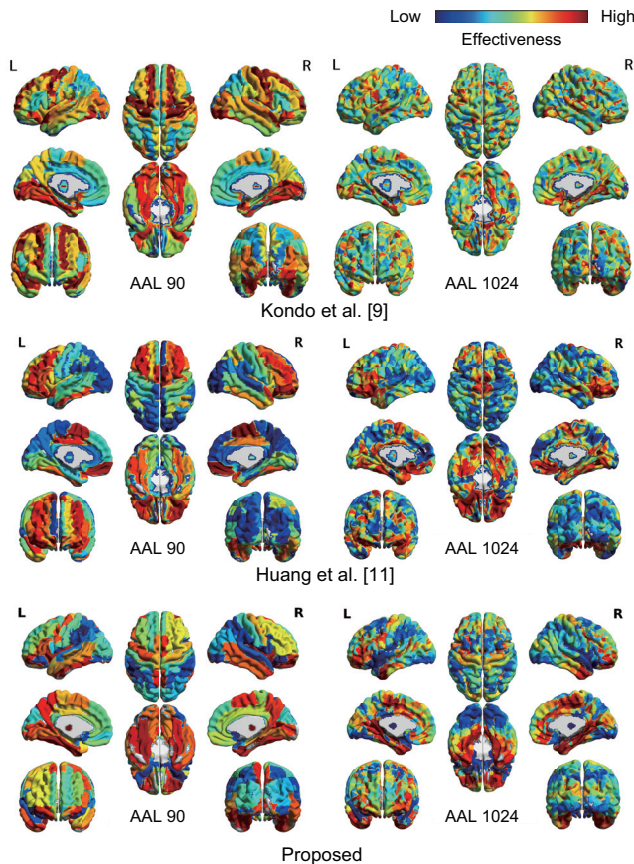 Low High
Effectiveness
L R R
AAL 90 AAL 1024
Kondo et al. [9]
L R L R
AAL 90 AAL 1024
Huang et al. [11]
L R L R
AAL 90 AAL 1024
Proposed